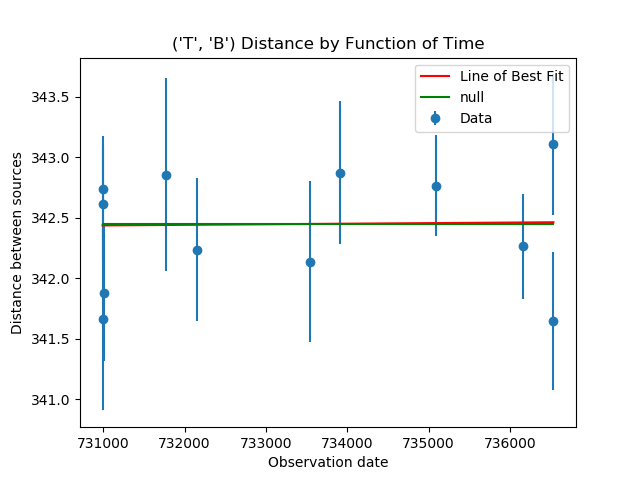 ('T', 'B') Distance by Function of Time
Line of Best Fit
null
Data
Distance between sources
343.5
343.0
342.5
342.0
341.5
341.0
731000 732000 733000 734000 735000 736000
Observation date